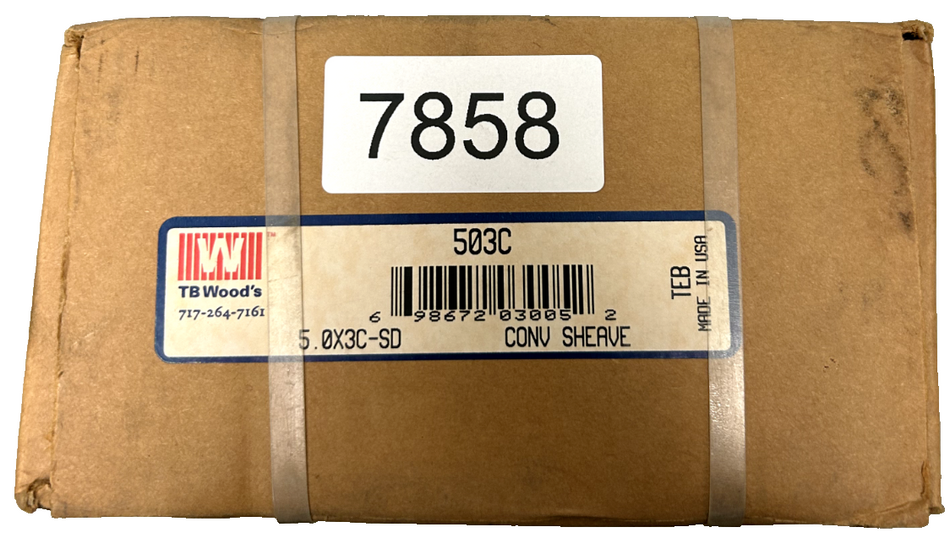 7858
503C
TB Wood's
717-264-7161
6 98672 03005 2
5.0X3C-SD CONV SHEAVE
TEB
MADE IN USA